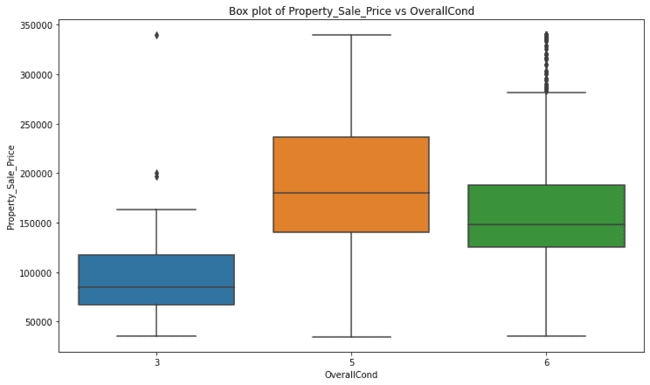 Box plot of Property_Sale_Price vs OverallCond
350000
300000
250000
200000
150000
100000
50000
Property_Sale_Price
3 5 6
OverallCond